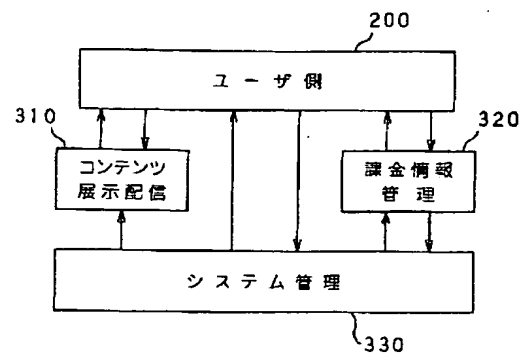 200
ユーザ側
310
320
コンテンツ
展示配信
課金情報
管理
システム管理
330